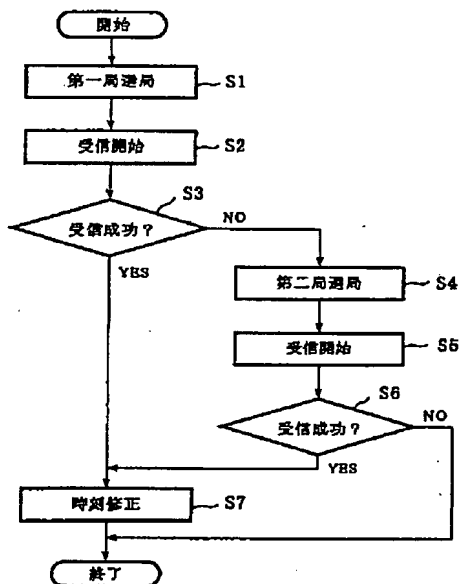 開始
第一局選局
S1
受信開始
S2
S3
受信成功？
NO
YES
第二局選局
S4
受信開始
S5
S6
受信成功？
NO
YES
時刻修正
S7
終了